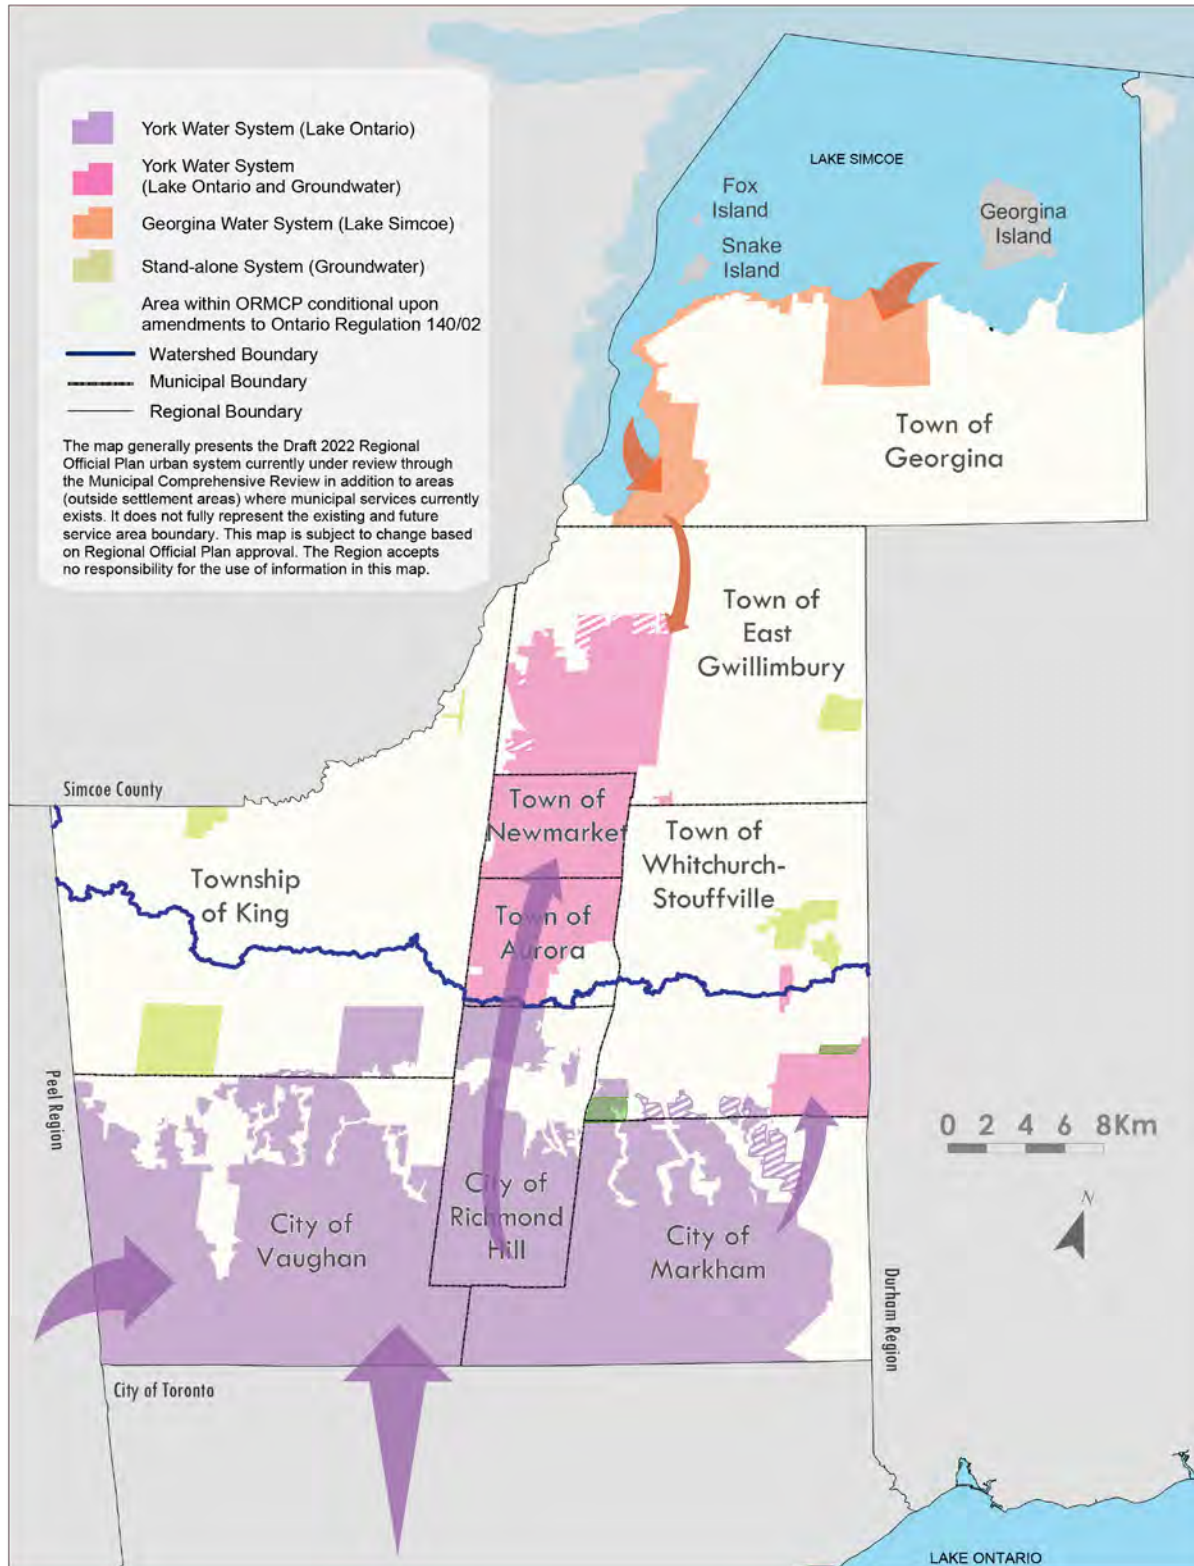 York Water System (Lake Ontario)
York Water System
(Lake Ontario and Groundwater)
Georgina Water System (Lake Simcoe)
Stand-alone System (Groundwater)
Area within ORMCP conditional upon
amendments to Ontario Regulation 140/02
Watershed Boundary
Municipal Boundary
Regional Boundary
The map generally presents the Draft 2022 Regional
Official Plan urban system currently under review through
the Municipal Comprehensive Review in addition to areas
(outside settlement areas) where municipal services currently
exists. It does not fully represent the existing and future
service area boundary. This map is subject to change based
on Regional Official Plan approval. The Region accepts
no responsibility for the use of information in this map.
LAKE SIMCOE
Fox
Island
Snake
Island
Georgina
Island
Town of
Georgina
Town of
East
Gwillimbury
Simcoe County
Town of
Newmarket
Town of
Whitchurch-
Stouffville
Township
of King
Town of
Aurora
Peel Region
City of
Vaughan
City of
Richmond
Hill
City of
Markham
0 2 4 6 8Km
N
Durham Region
City of Toronto
LAKE ONTARIO